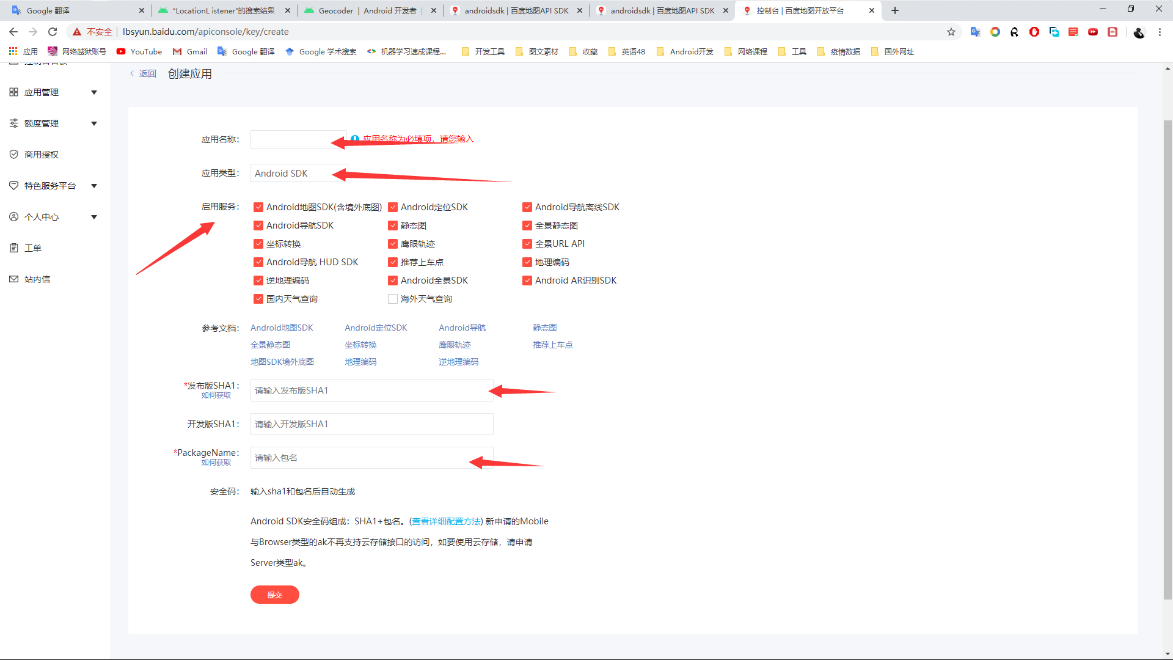 Google 翻译
"LocationListener"的搜索结果
Geocoder | Android 开发者
androidsdk | 百度地图API SDK
androidsdk | 百度地图API SDK
控制台 | 百度地图开放平台
不安全 | lbsyun.baidu.com/apiconsole/key/create
应用
网络越狱账号
YouTube
Gmail
Google 翻译
Google 学术搜索
机器学习速成课程...
开发工具
图文素材
收藏
英语48
Android开发
网络课程
工具
疫情数据
国外网址
返回 创建应用
应用管理
额度管理
商用授权
特色服务平台
个人中心
工单
站内信
应用名称： 应用名称为必填项，请您输入
应用类型： Android SDK
启用服务： Android地图SDK(含境外底图) Android定位SDK Android导航离线SDK
Android导航SDK 静态图 全景静态图
坐标转换 鹰眼轨迹 全景URL API
Android导航 HUD SDK 推荐上车点 地理编码
逆地理编码 Android全景SDK Android AR识别SDK
国内天气查询 海外天气查询
参考文档： Android地图SDK Android定位SDK Android导航 静态图
全景静态图 坐标转换 鹰眼轨迹 推荐上车点
地图SDK境外底图 地理编码 逆地理编码
*发布版SHA1： 请输入发布版SHA1
如何获取
开发版SHA1： 请输入开发版SHA1
*PackageName： 请输入包名
如何获取
安全码： 输入sha1和包名后自动生成
Android SDK安全码组成：SHA1+包名。(查看详细配置方法) 新申请的Mobile
与Browser类型的ak不再支持云存储接口的访问，如要使用云存储，请申请
Server类型ak。
提交